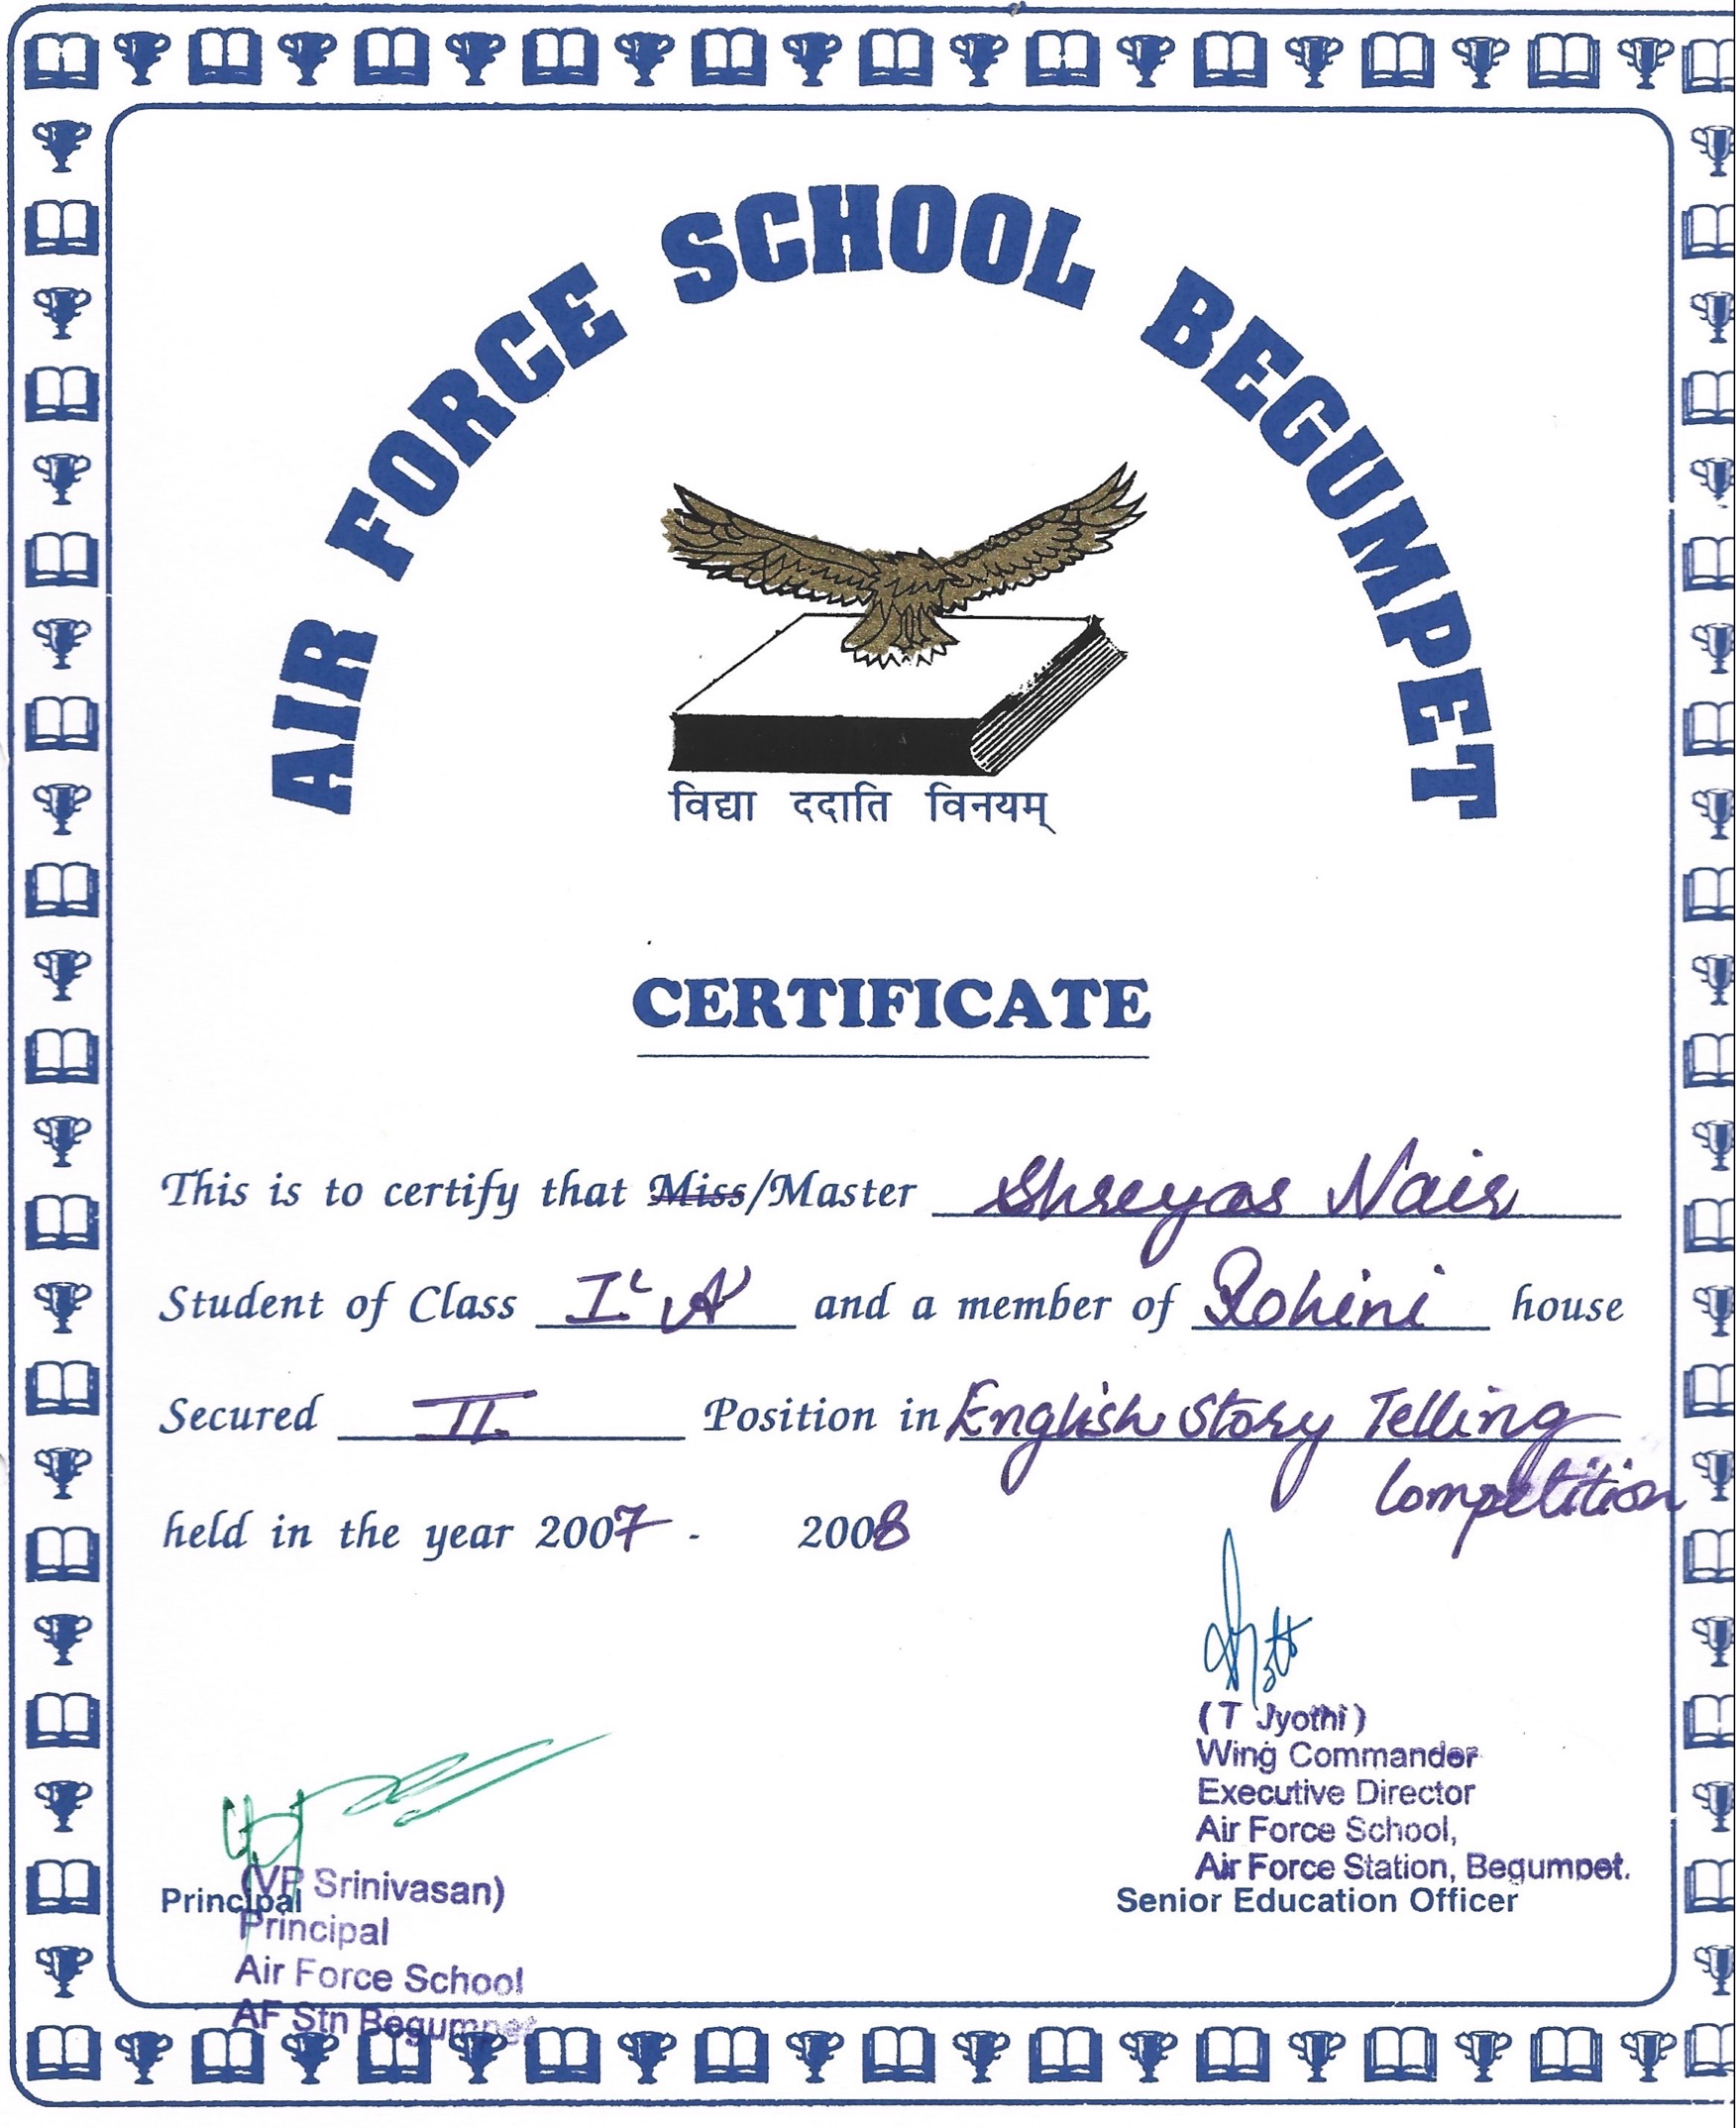 AIR FORCE SCHOOL BEGUMPET
विद्या ददाति विनयम्
CERTIFICATE
This is to certify that Miss/Master Shreyas Nair
Student of Class I 'A' and a member of Rohini house
Secured II Position in English Story Telling
Competition
held in the year 2007 - 2008
(T Jyothi)
Wing Commander
Executive Director
Air Force School,
Air Force Station, Begumpet.
Senior Education Officer
(VP Srinivasan)
Principal
Principal
Air Force School
AF Stn Begumpet